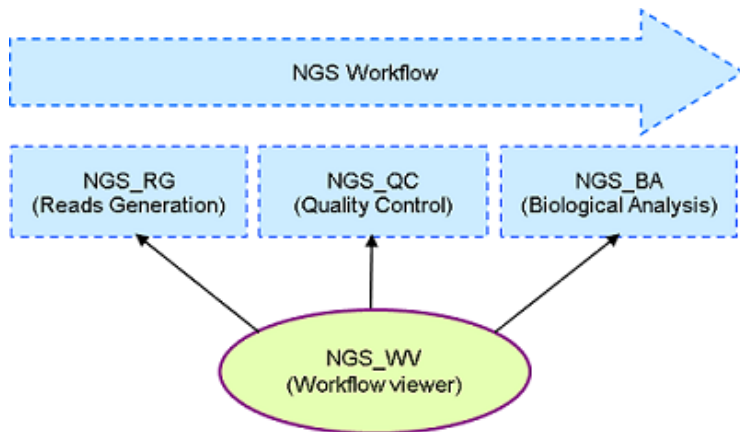 NGS Workflow
NGS_RG
(Reads Generation)
NGS_QC
(Quality Control)
NGS_BA
(Biological Analysis)
NGS_WV
(Workflow viewer)